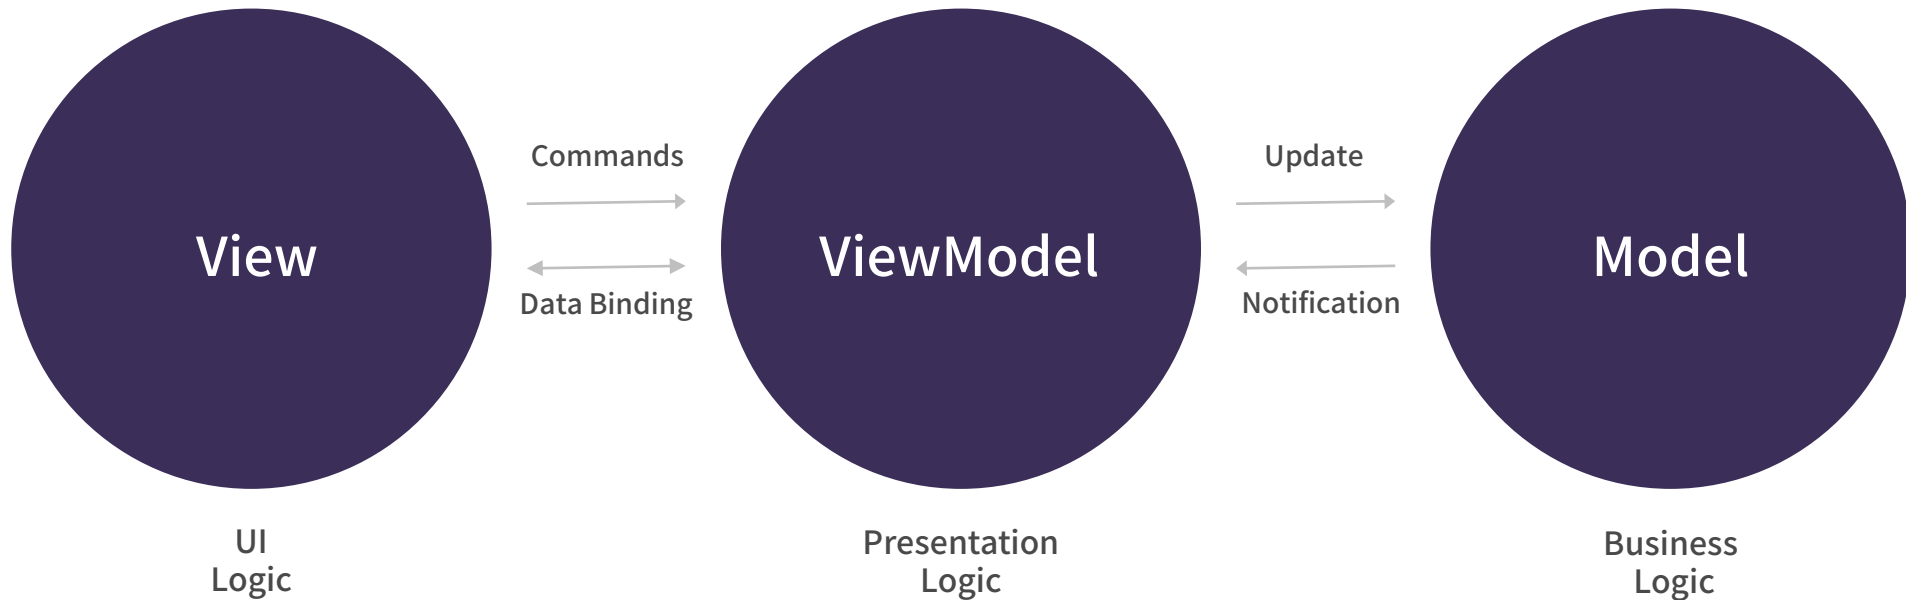 View
Commands
Data Binding
ViewModel
Update
Notification
Model
UI
Logic
Presentation
Logic
Business
Logic